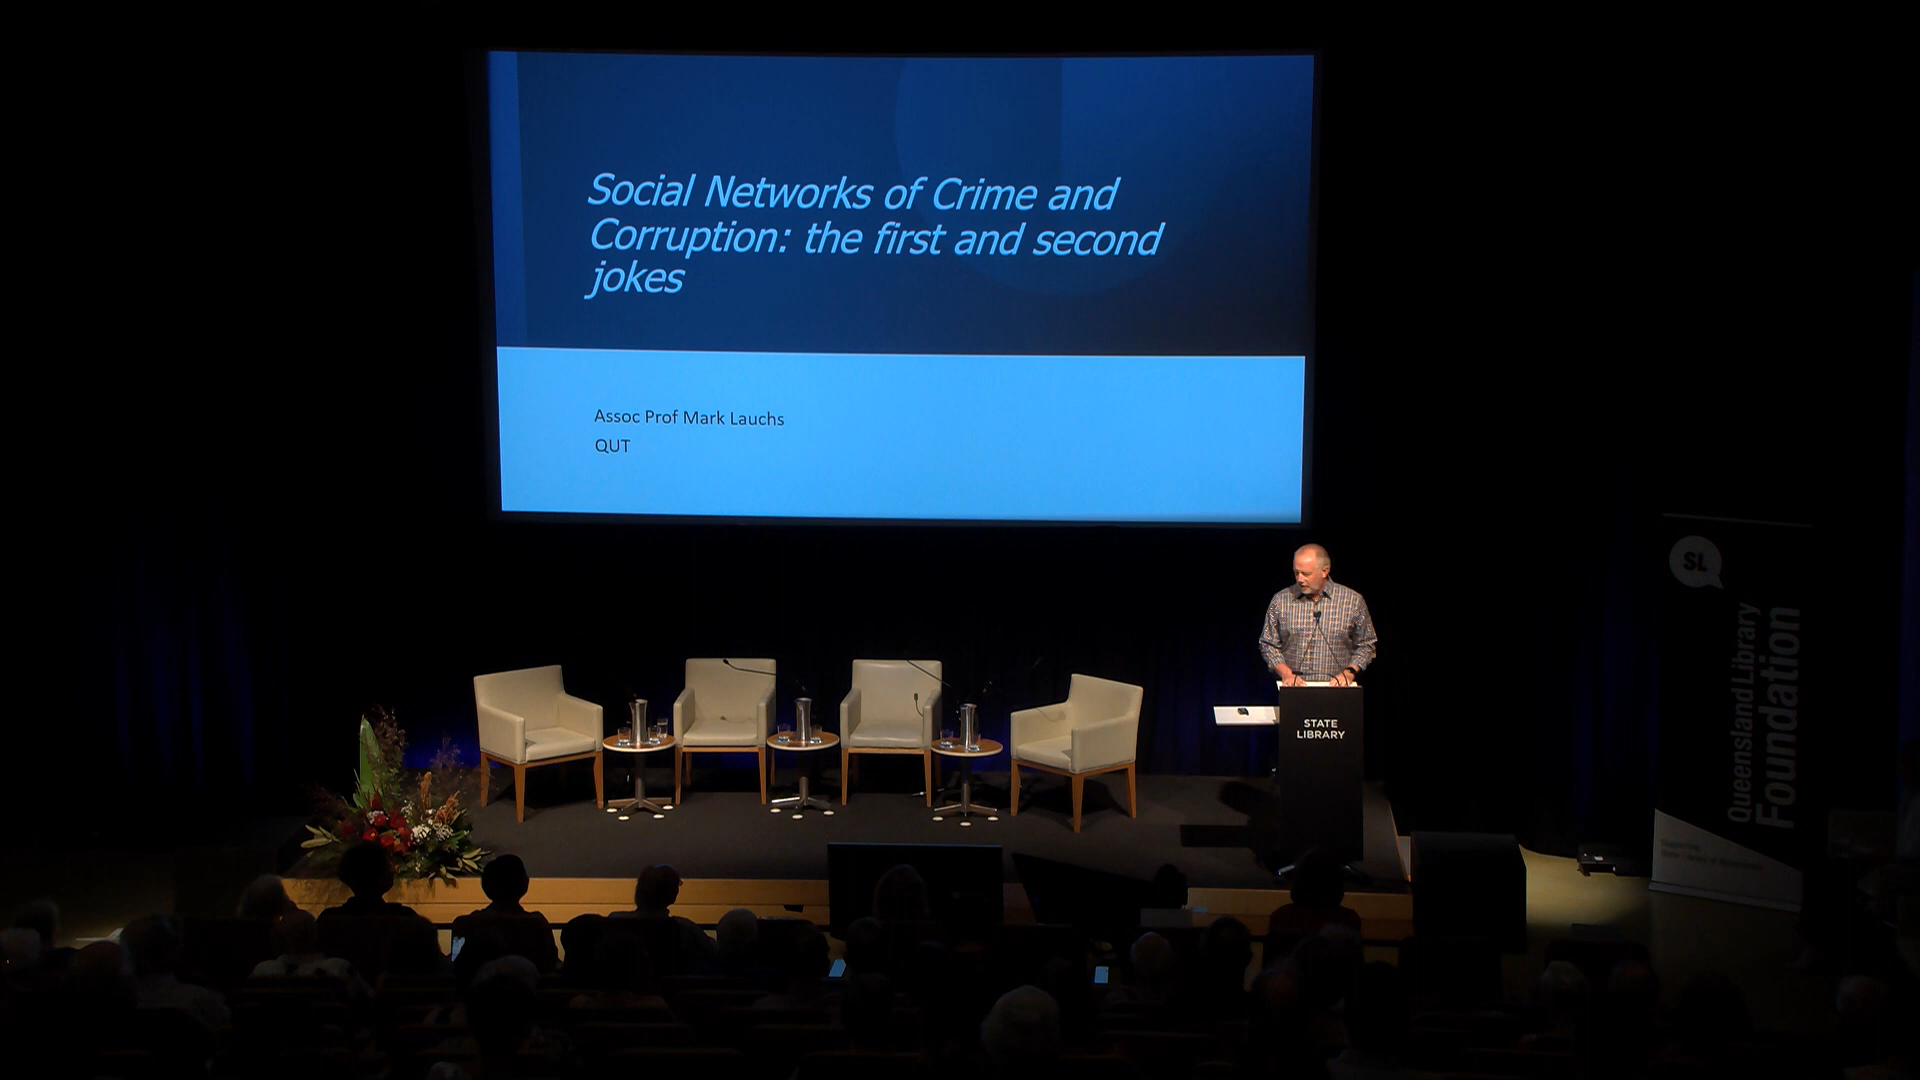 Social Networks of Crime and
Corruption: the first and second
jokes
Assoc Prof Mark Lauchs
QUT
STATE
LIBRARY
SL
Queensland Library
Foundation